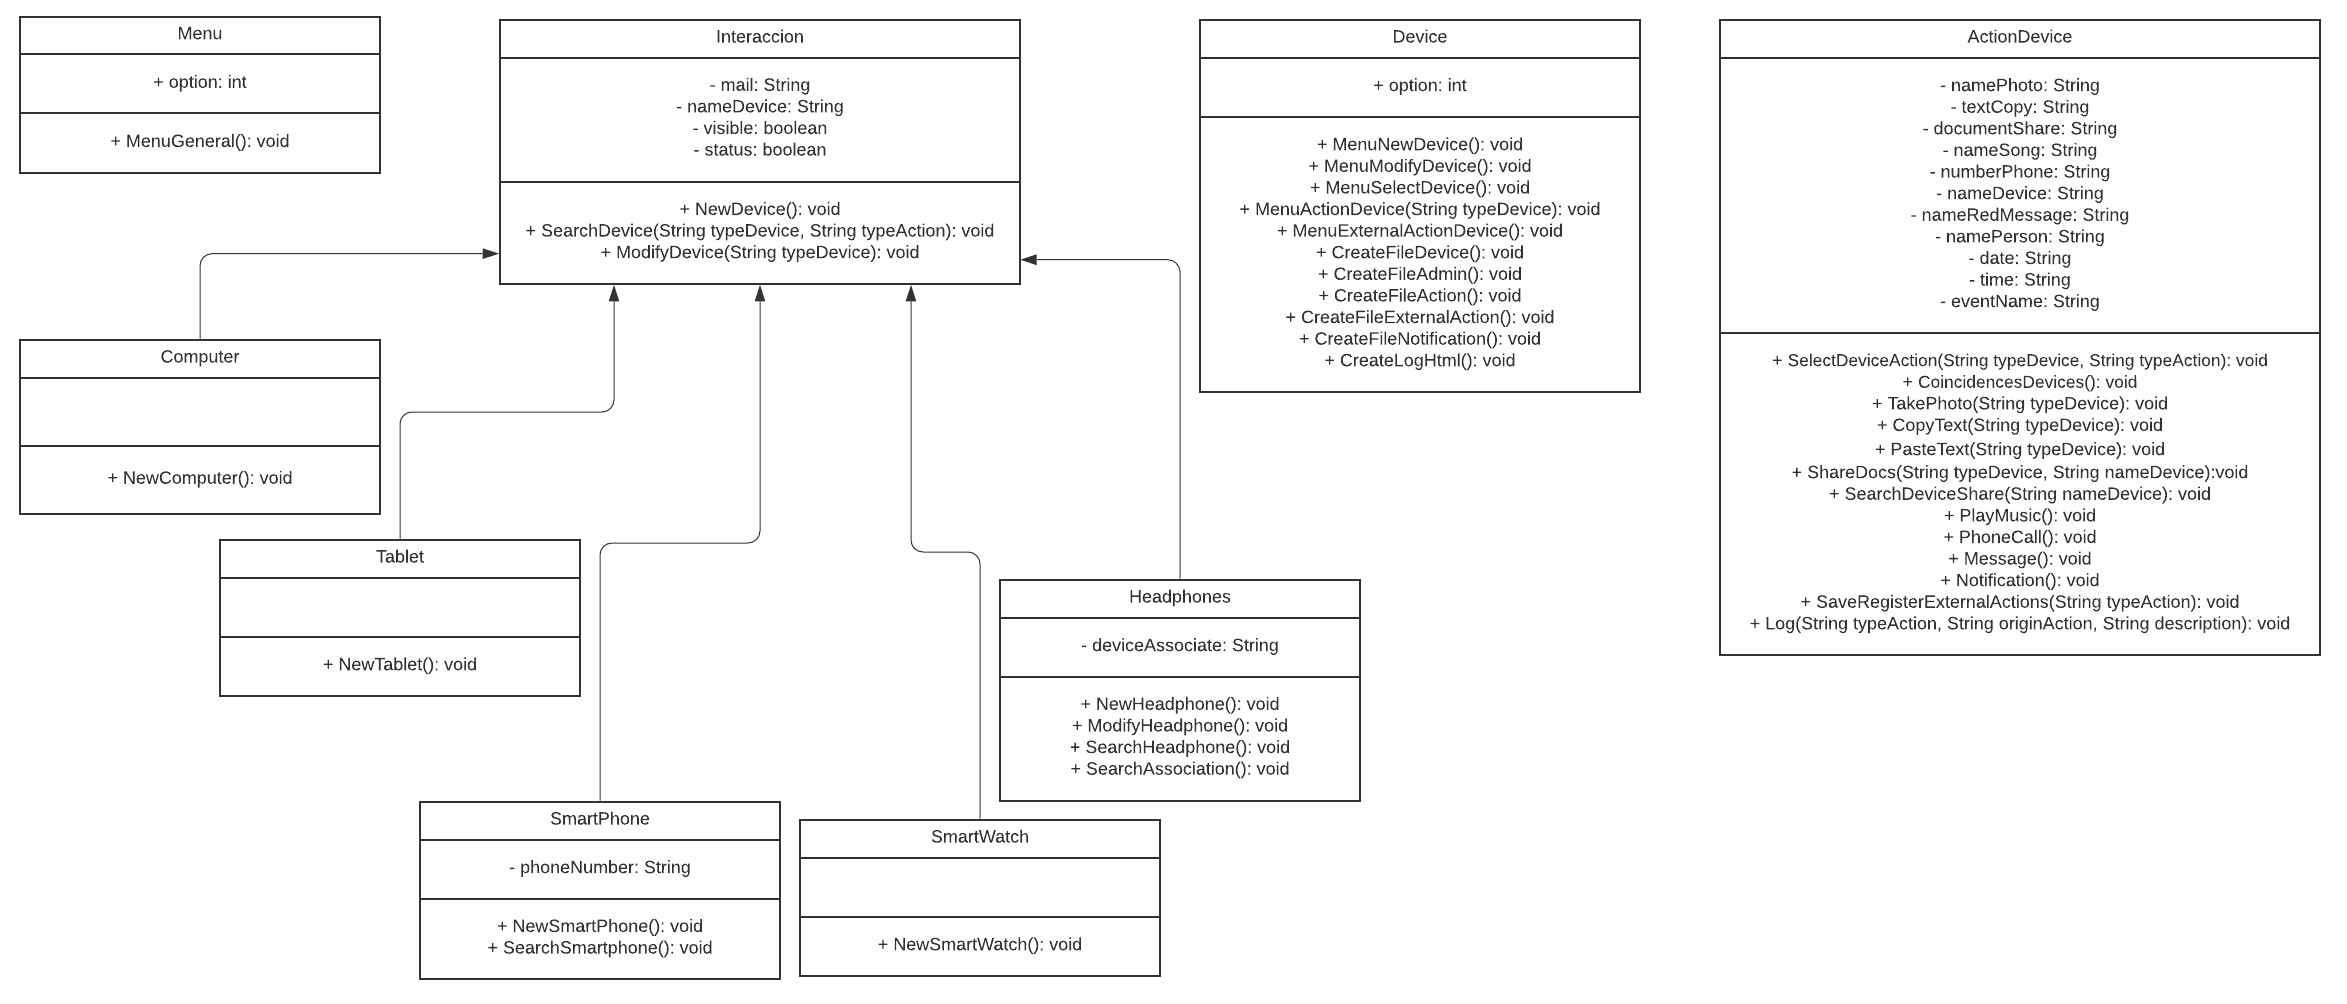 Menu
+ option: int
+ MenuGeneral(): void
Interaccion
- mail: String
- nameDevice: String
- visible: boolean
- status: boolean
+ NewDevice(): void
+ SearchDevice(String typeDevice, String typeAction): void
+ ModifyDevice(String typeDevice): void
Device
+ option: int
+ MenuNewDevice(): void
+ MenuModifyDevice(): void
+ MenuSelectDevice(): void
+ MenuActionDevice(String typeDevice): void
+ MenuExternalActionDevice(): void
+ CreateFileDevice(): void
+ CreateFileAdmin(): void
+ CreateFileAction(): void
+ CreateFileExternalAction(): void
+ CreateFileNotification(): void
+ CreateLogHtml(): void
ActionDevice
- namePhoto: String
- textCopy: String
- documentShare: String
- nameSong: String
- numberPhone: String
- nameDevice: String
- nameRedMessage: String
- namePerson: String
- date: String
- time: String
- eventName: String
+ SelectDeviceAction(String typeDevice, String typeAction): void
+ CoincidencesDevices(): void
+ TakePhoto(String typeDevice): void
+ CopyText(String typeDevice): void
+ PasteText(String typeDevice): void
+ ShareDocs(String typeDevice, String nameDevice):void
+ SearchDeviceShare(String nameDevice): void
+ PlayMusic(): void
+ PhoneCall(): void
+ Message(): void
+ Notification(): void
+ SaveRegisterExternalActions(String typeAction): void
+ Log(String typeAction, String originAction, String description): void
Computer
+ NewComputer(): void
Tablet
+ NewTablet(): void
Headphones
- deviceAssociate: String
+ NewHeadphone(): void
+ ModifyHeadphone(): void
+ SearchHeadphone(): void
+ SearchAssociation(): void
SmartPhone
- phoneNumber: String
+ NewSmartPhone(): void
+ SearchSmartphone(): void
SmartWatch
+ NewSmartWatch(): void